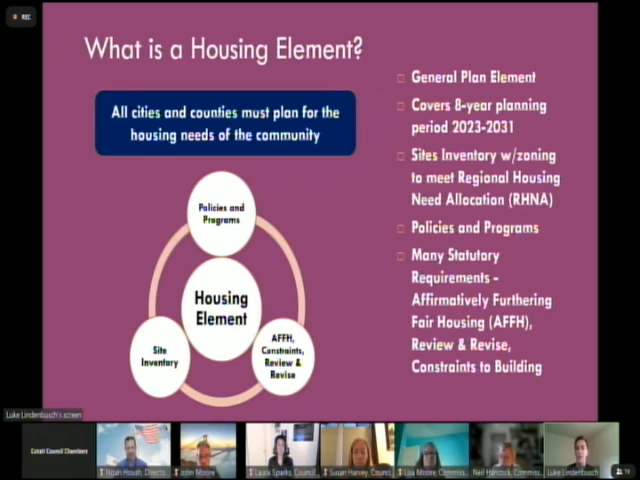 REC
What is a Housing Element?
All cities and counties must plan for the
housing needs of the community
Policies and
Programs
Housing
Element
Site
Inventory
AFFH,
Constraints,
Review &
Revise
General Plan Element
Covers 8-year planning
period 2023-2031
Sites Inventory w/zoning
to meet Regional Housing
Need Allocation (RHNA)
Policies and Programs
Many Statutory
Requirements -
Affirmatively Furthering
Fair Housing (AFFH),
Review & Revise,
Constraints to Building
Luke Lindenbusch's screen
Cotati Council Chambers
Noah Housh, Directo...
John Moore
Laura Sparks, Council...
Susan Harvey, Counci...
Lisa Moore, Commiss...
Neil Hancock, Commiss...
Luke Lindenbusch
19